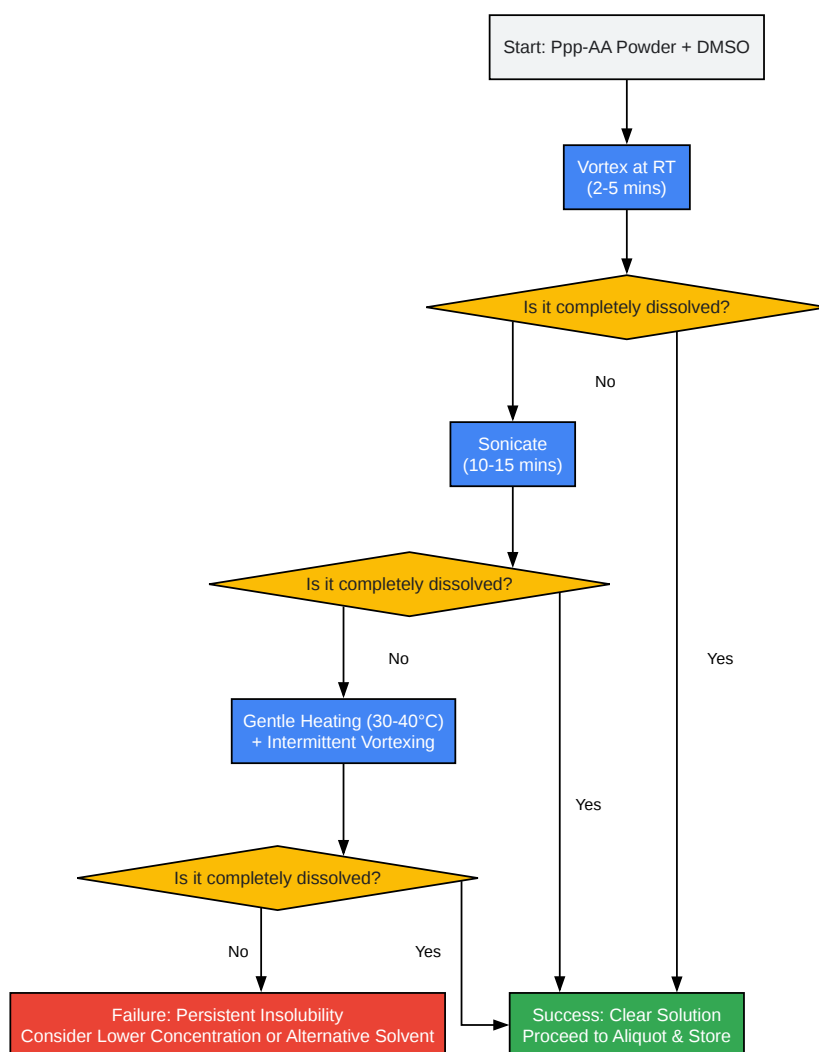 Start: Ppp-AA Powder + DMSO
Vortex at RT
(2-5 mins)
Is it completely dissolved?
No
Sonicate
(10-15 mins)
Is it completely dissolved?
No
Yes
Gentle Heating (30-40°C)
+ Intermittent Vortexing
Yes
Is it completely dissolved?
No
Yes
Failure: Persistent Insolubility
Consider Lower Concentration or Alternative Solvent
Success: Clear Solution
Proceed to Aliquot & Store